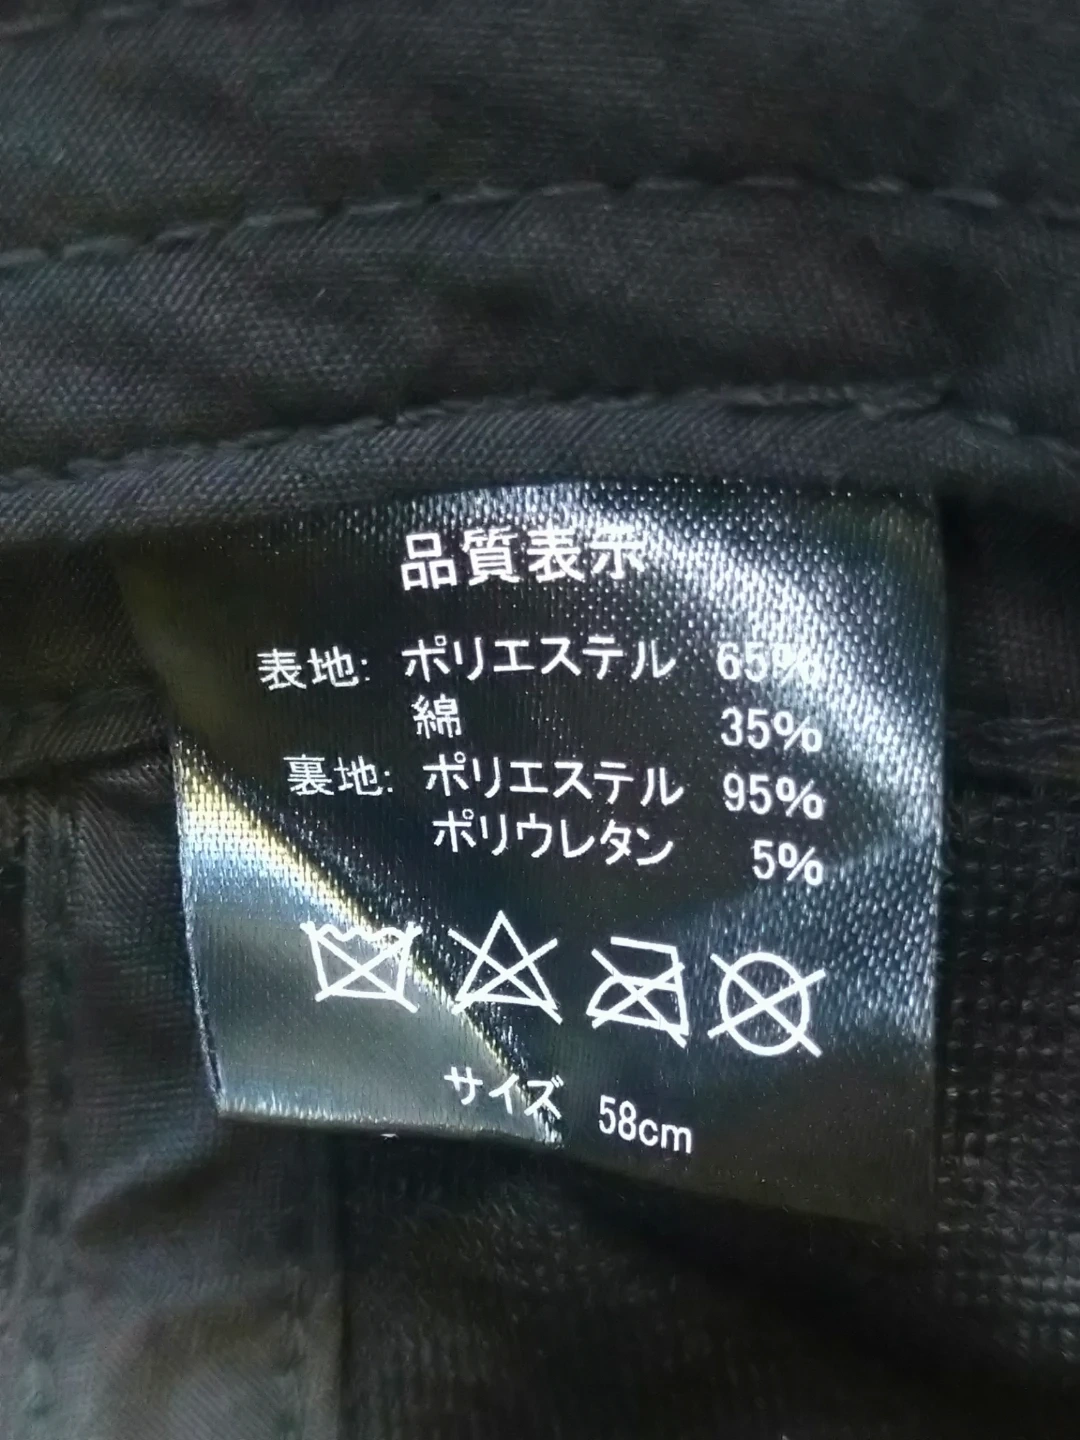 品質表示
表地: ポリエステル 65%
綿 35%
裏地: ポリエステル 95%
ポリウレタン 5%
サイズ 58cm